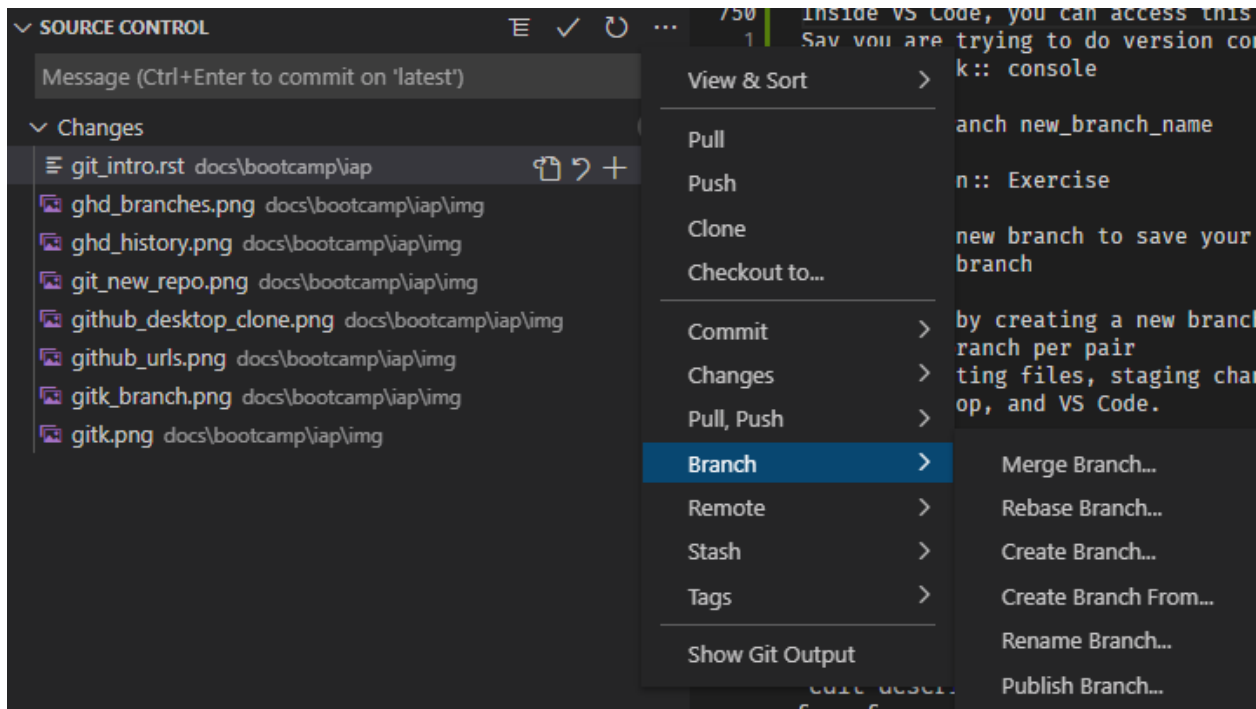 SOURCE CONTROL
Message (Ctrl+Enter to commit on 'latest')
Changes
git_intro.rst docs\bootcamp\iap
ghd_branches.png docs\bootcamp\iap\img
ghd_history.png docs\bootcamp\iap\img
git_new_repo.png docs\bootcamp\iap\img
github_desktop_clone.png docs\bootcamp\iap\img
github_urls.png docs\bootcamp\iap\img
gitk_branch.png docs\bootcamp\iap\img
gitk.png docs\bootcamp\iap\img
View & Sort
Pull
Push
Clone
Checkout to...
Commit
Changes
Pull, Push
Branch
Remote
Stash
Tags
Show Git Output
Merge Branch...
Rebase Branch...
Create Branch...
Create Branch From...
Rename Branch...
Publish Branch...
750 Inside VS Code, you can access this
1 Say you are trying to do version con
k:: console
anch new_branch_name
n:: Exercise
new branch to save your
branch
by creating a new branch
ranch per pair
ting files, staging chan
op, and VS Code.